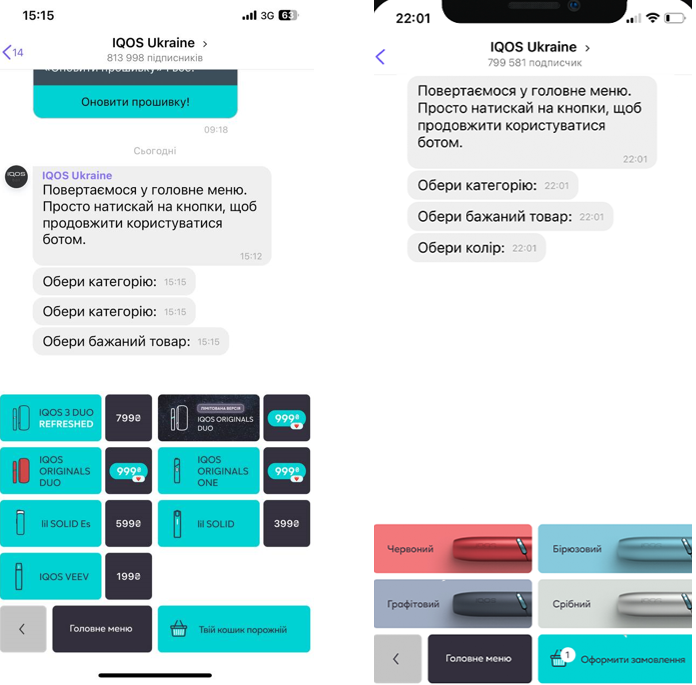 15:15
3G 63
14
IQOS Ukraine >
813 998 підписників
«Оновити прошивку»
Оновити прошивку!
09:18
Сьогодні
IQOS
IQOS Ukraine
Повертаємося у головне меню.
Просто натискай на кнопки, щоб
продовжити користуватися
ботом.
15:12
Обери категорію: 15:15
Обери категорію: 15:15
Обери бажаний товар: 15:15
IQOS 3 DUO
REFRESHED
799₴
ЛІМІТОВАНА ВЕРСІЯ
IQOS ORIGINALS
DUO
999₴
IQOS
ORIGINALS
DUO
999₴
IQOS
ORIGINALS
ONE
999₴
lil SOLID Es
599₴
lil SOLID
399₴
IQOS VEEV
199₴
Головне меню
Твій кошик порожній
22:01
IQOS Ukraine >
799 581 подписчик
Повертаємося у головне меню.
Просто натискай на кнопки, щоб
продовжити користуватися
ботом.
22:01
Обери категорію: 22:01
Обери бажаний товар: 22:01
Обери колір: 22:01
Червоний
Бірюзовий
Графітовий
Срібний
Головне меню
1
Оформити замовлення